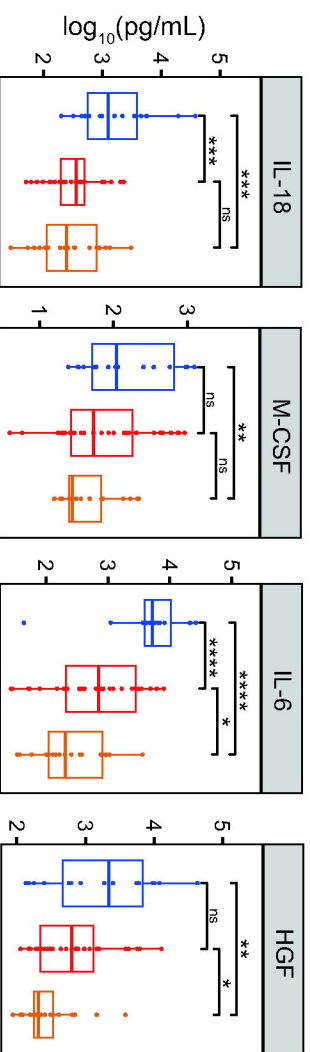 log10(pg/mL)
IL-18
2 3 4 5
***
***
ns
M-CSF
1 2 3
**
ns
ns
IL-6
2 3 4 5
****
****
*
HGF
2 3 4 5
**
ns
*